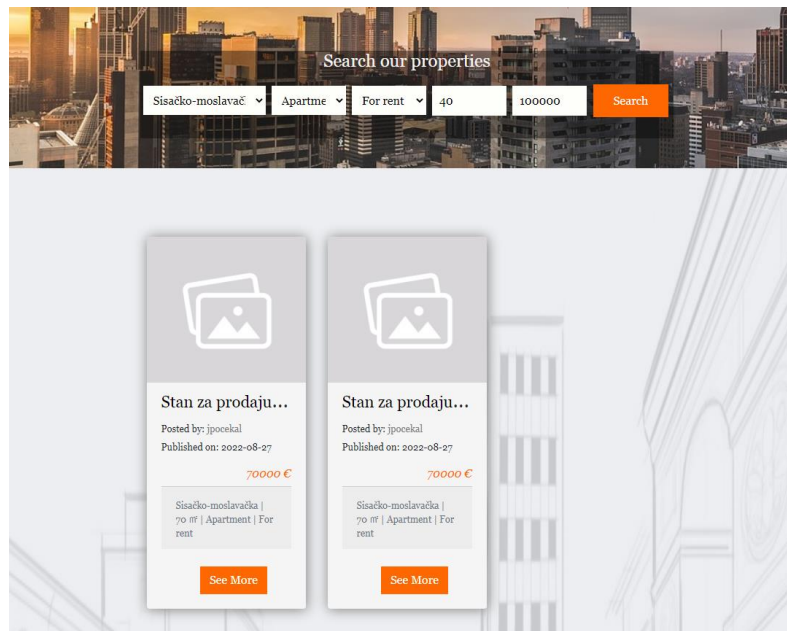 Search our properties
Sisačko-moslavač Apartme For rent 40 100000 Search
Stan za prodaju...
Posted by: jpocekal
Published on: 2022-08-27
70000 €
Sisačko-moslavačka |
70 ㎡ | Apartment | For
rent
See More
Stan za prodaju...
Posted by: jpocekal
Published on: 2022-08-27
70000 €
Sisačko-moslavačka |
70 ㎡ | Apartment | For
rent
See More